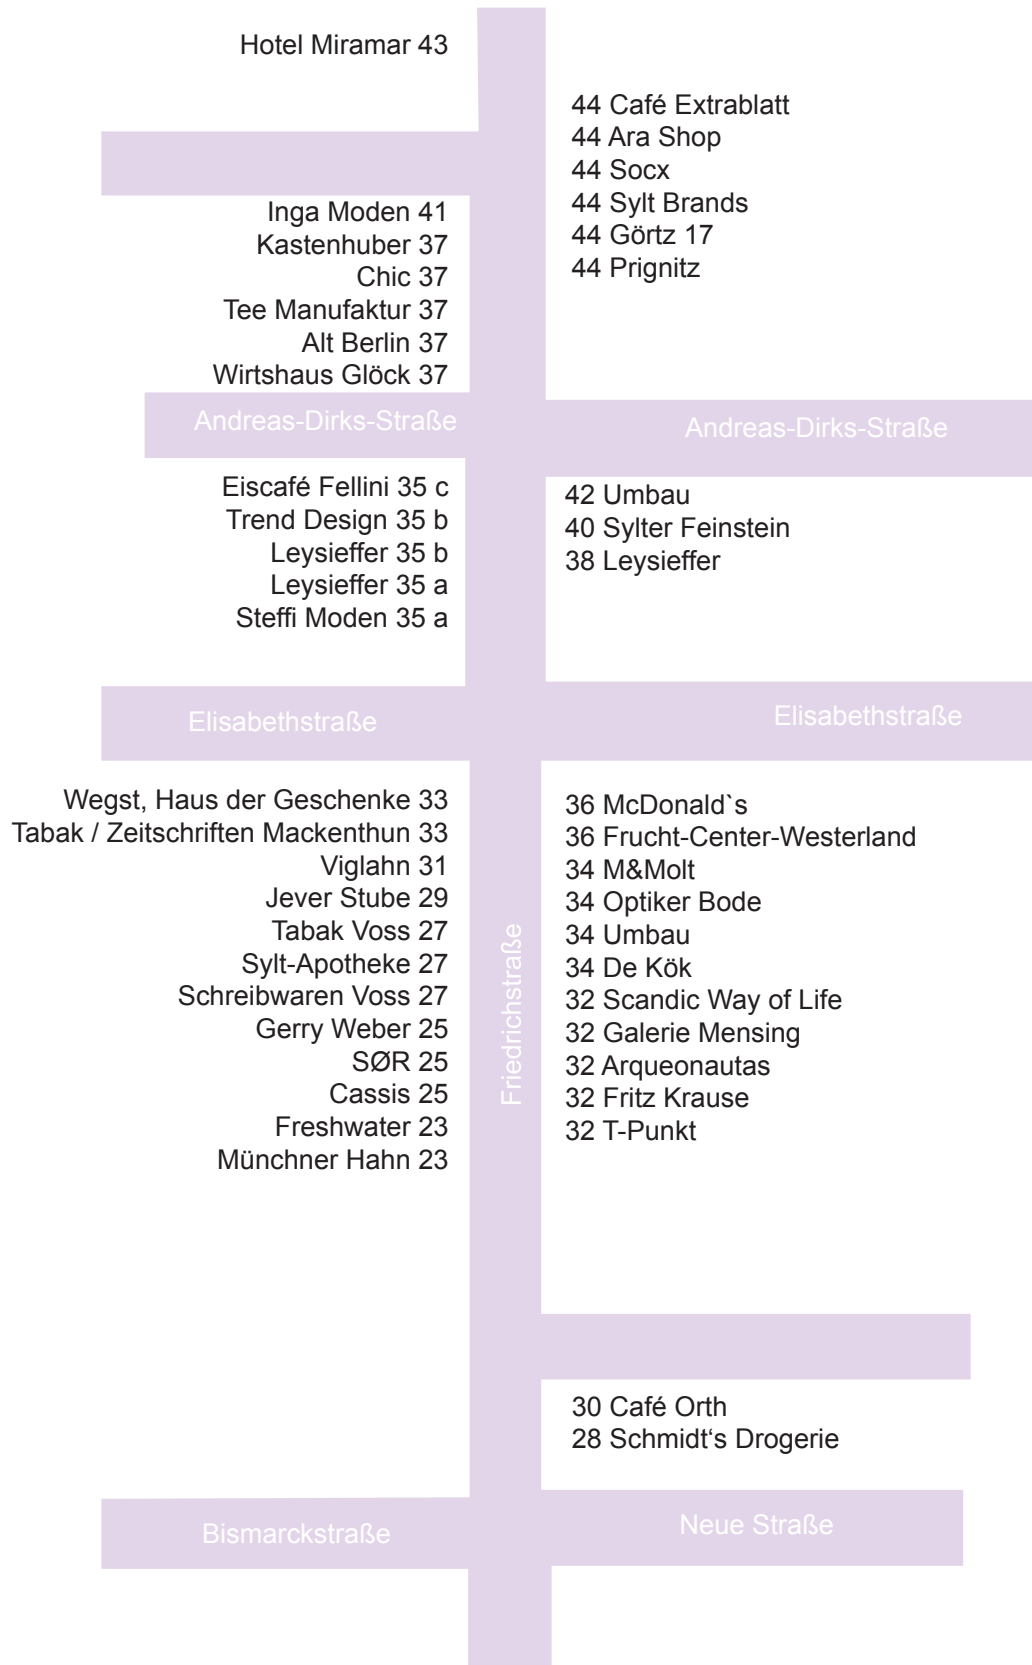 Hotel Miramar 43
44 Café Extrablatt
44 Ara Shop
44 Socx
44 Sylt Brands
44 Görtz 17
44 Prignitz
Inga Moden 41
Kastenhuber 37
Chic 37
Tee Manufaktur 37
Alt Berlin 37
Wirtshaus Glöck 37
Andreas-Dirks-Straße
Andreas-Dirks-Straße
Eiscafé Fellini 35 c
Trend Design 35 b
Leysieffer 35 b
Leysieffer 35 a
Steffi Moden 35 a
42 Umbau
40 Sylter Feinstein
38 Leysieffer
Elisabethstraße
Elisabethstraße
Wegst, Haus der Geschenke 33
Tabak / Zeitschriften Mackenthun 33
Viglahn 31
Jever Stube 29
Tabak Voss 27
Sylt-Apotheke 27
Schreibwaren Voss 27
Gerry Weber 25
SØR 25
Cassis 25
Freshwater 23
Münchner Hahn 23
Friedrichstraße
36 McDonald`s
36 Frucht-Center-Westerland
34 M&Molt
34 Optiker Bode
34 Umbau
34 De Kök
32 Scandic Way of Life
32 Galerie Mensing
32 Arqueonautas
32 Fritz Krause
32 T-Punkt
30 Café Orth
28 Schmidt‘s Drogerie
Bismarckstraße
Neue Straße